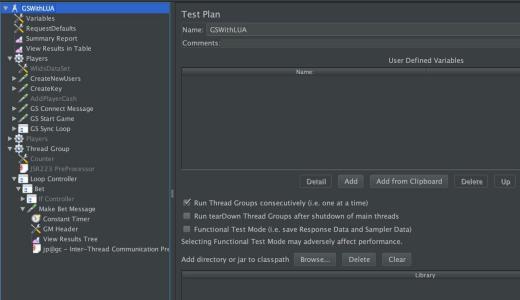 GSWithLUA
Variables
RequestDefaults
Summary Report
View Results in Table
Players
WldsDataSet
CreateNewUsers
CreateKey
AddPlayerCash
GS Connect Message
GS Start Game
GS Sync Loop
Players
Thread Group
Counter
JSR223 PreProcessor
Loop Controller
Bet
If Controller
Make Bet Message
Constant Timer
GM Header
View Results Tree
jp@gc - Inter-Thread Communication Pre
Test Plan
Name: GSWithLUA
Comments:
User Defined Variables
Name:
Detail Add Add from Clipboard Delete Up
Run Thread Groups consecutively (i.e. one at a time)
Run tearDown Thread Groups after shutdown of main threads
Functional Test Mode (i.e. save Response Data and Sampler Data)
Selecting Functional Test Mode may adversely affect performance.
Add directory or jar to classpath Browse... Delete Clear
Library